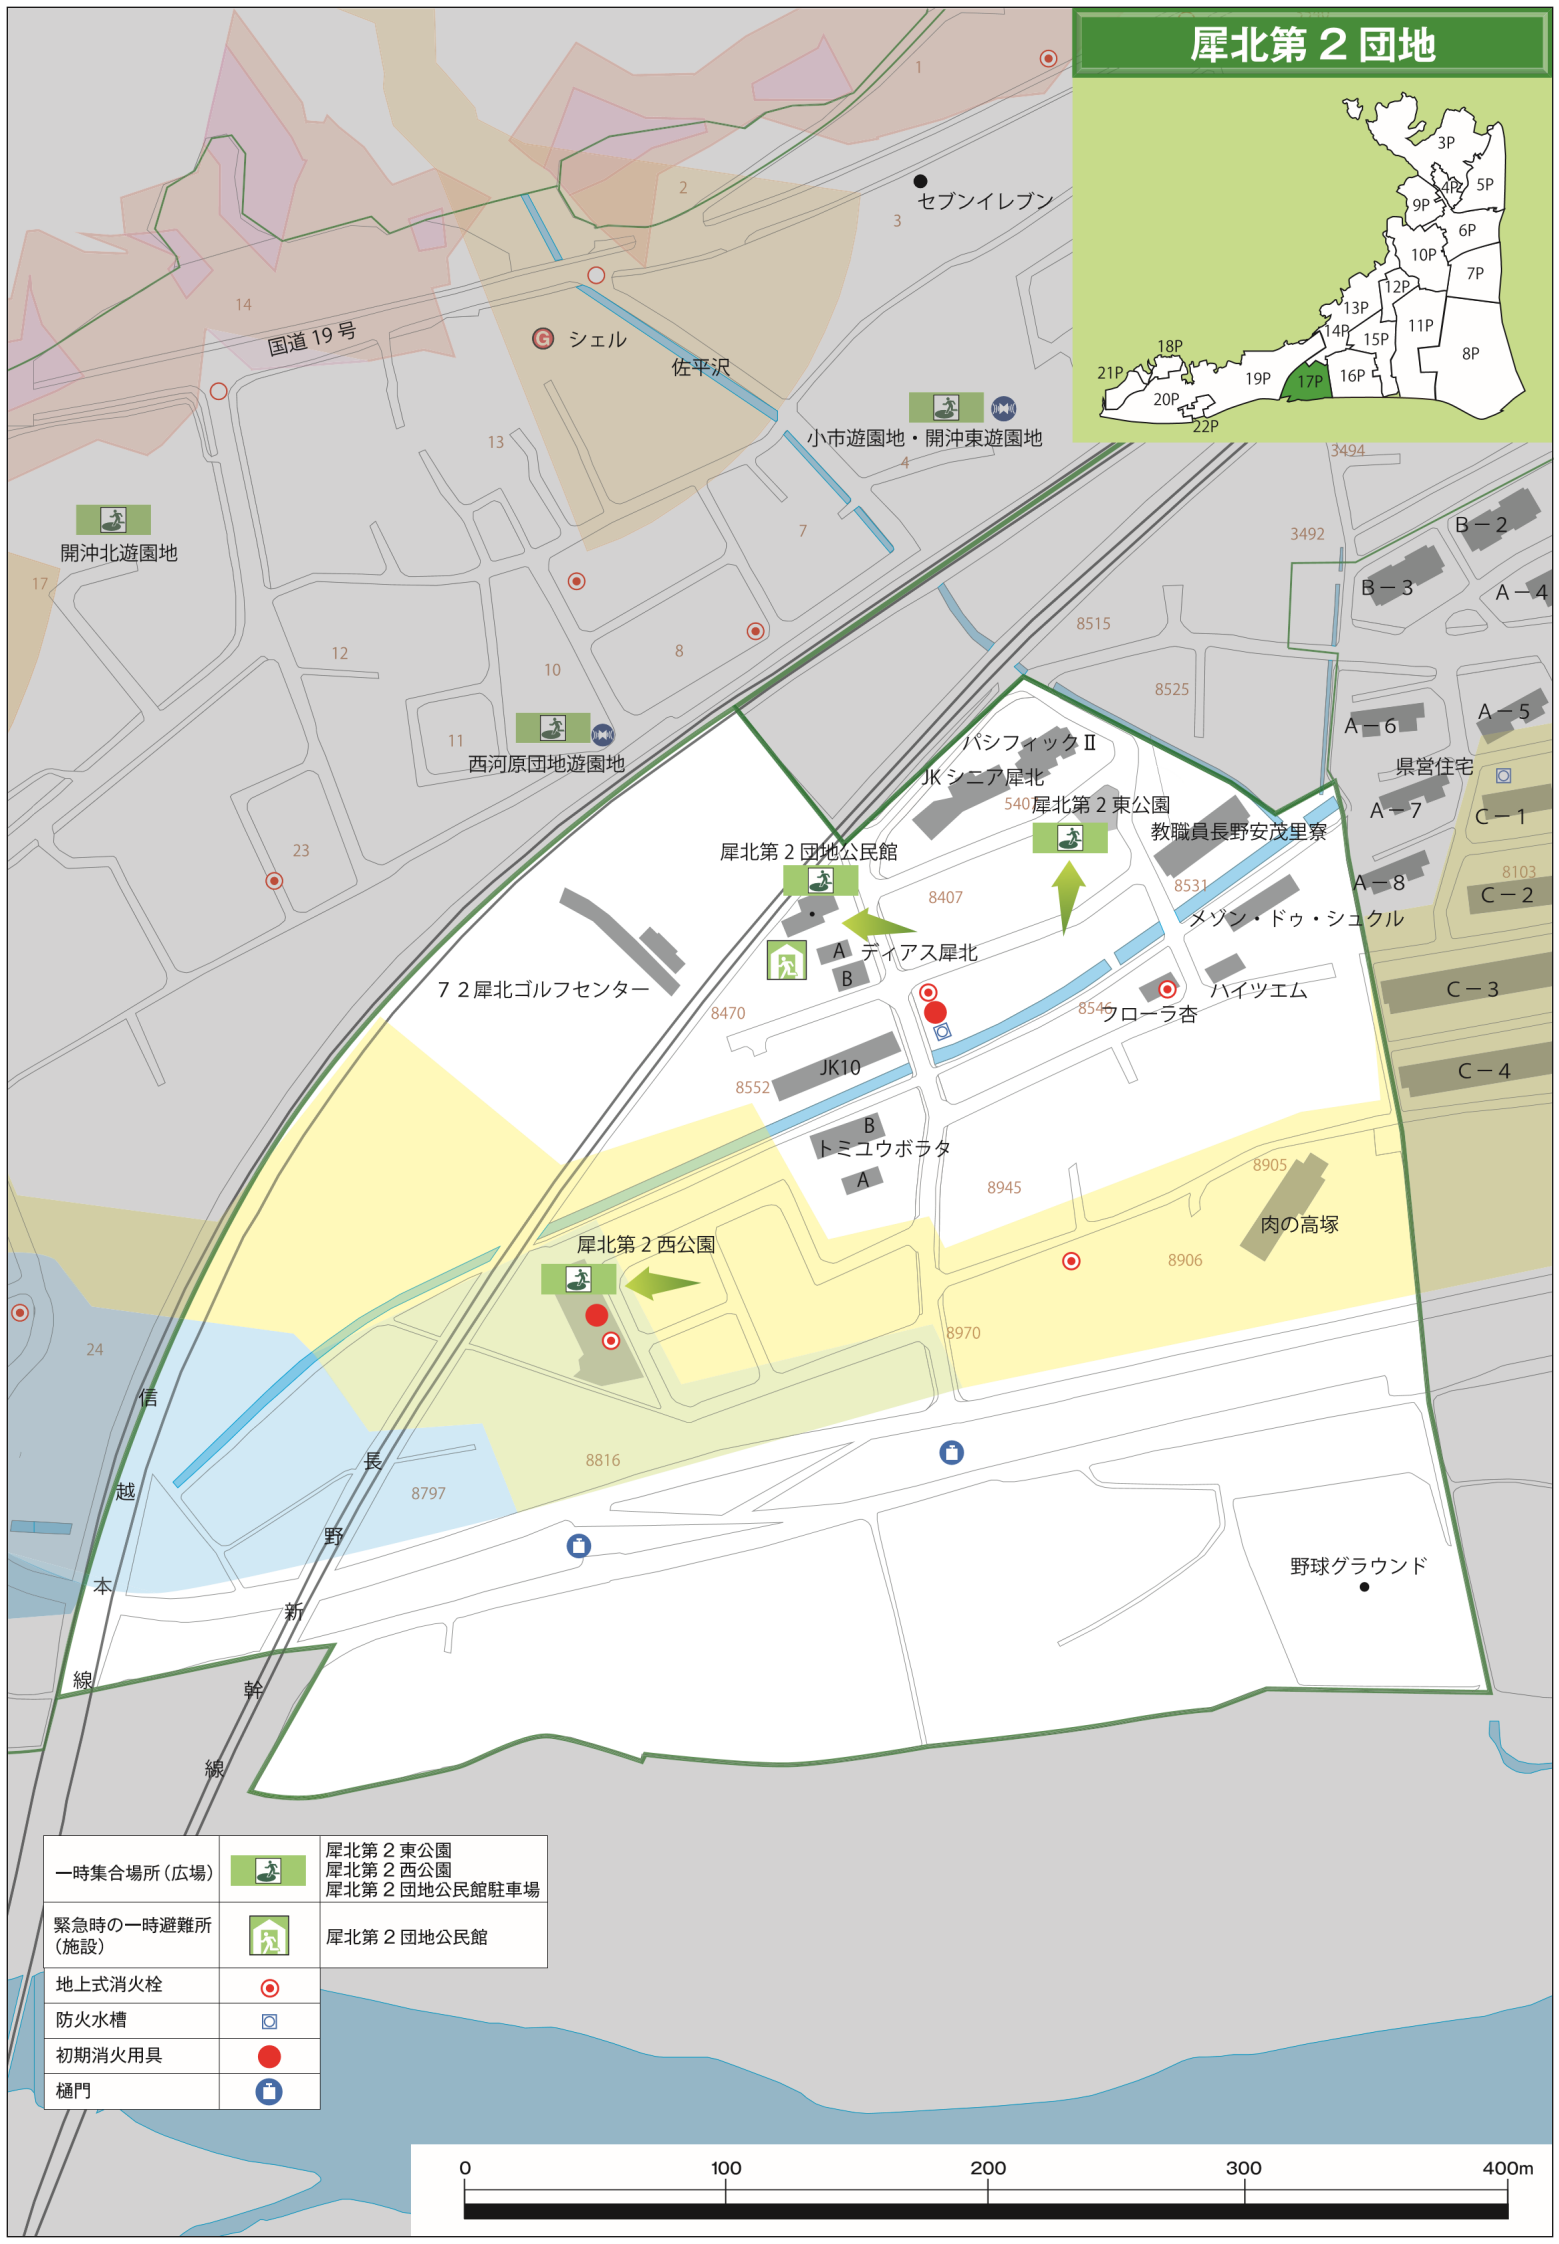 犀北第2団地
3P
4P
5P
9P
6P
10P
7P
12P
13P
11P
14P
15P
8P
18P
21P
19P
17P
16P
20P
22P
1
2
セブンイレブン
3
14
国道19号
シェル
佐平沢
小市遊園地・開沖東遊園地
4
13
3494
7
3492
B－2
開沖北遊園地
17
B－3
A－4
8515
12
10
8
8525
A－5
A－6
11
西河原団地遊園地
パシフィックⅡ
県営住宅
JKシニア犀北
犀北第2東公園
A－7
C－1
教職員長野安茂里寮
23
犀北第2団地公民館
8103
A－8
C－2
8531
8407
メゾン・ドゥ・シュクル
A
ディアス犀北
B
7２犀北ゴルフセンター
ハイツエム
C－3
8470
8546
フローラ杏
JK10
C－4
8552
B
トミユウボラタ
A
8905
8945
肉の高塚
犀北第2西公園
8906
8970
24
信
越
本
線
長
野
新
幹
線
8816
8797
野球グラウンド
一時集合場所（広場）
犀北第2東公園
犀北第2西公園
犀北第2団地公民館駐車場
緊急時の一時避難所
（施設）
犀北第2団地公民館
地上式消火栓
防火水槽
初期消火用具
樋門
0
100
200
300
400m